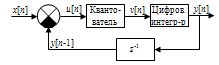 x[n]
u[n]
Кванто-
ватель
v[n]
Цифров.
интегр-р
y[n]
y[n-1]
s⁻¹